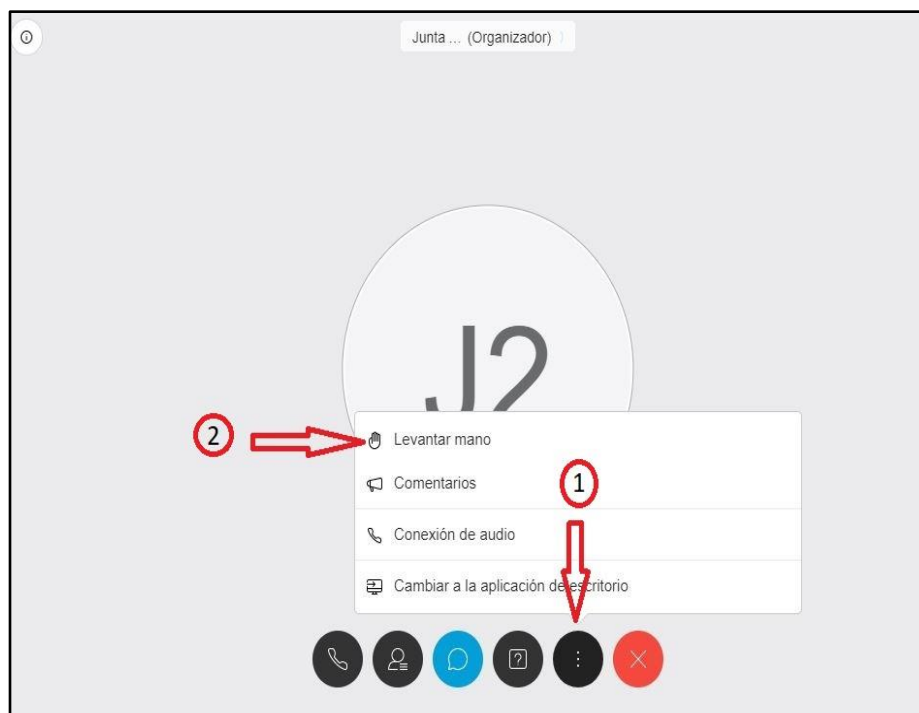 Junta ... (Organizador)
J2
2
Levantar mano
Comentarios
1
Conexión de audio
Cambiar a la aplicación de escritorio